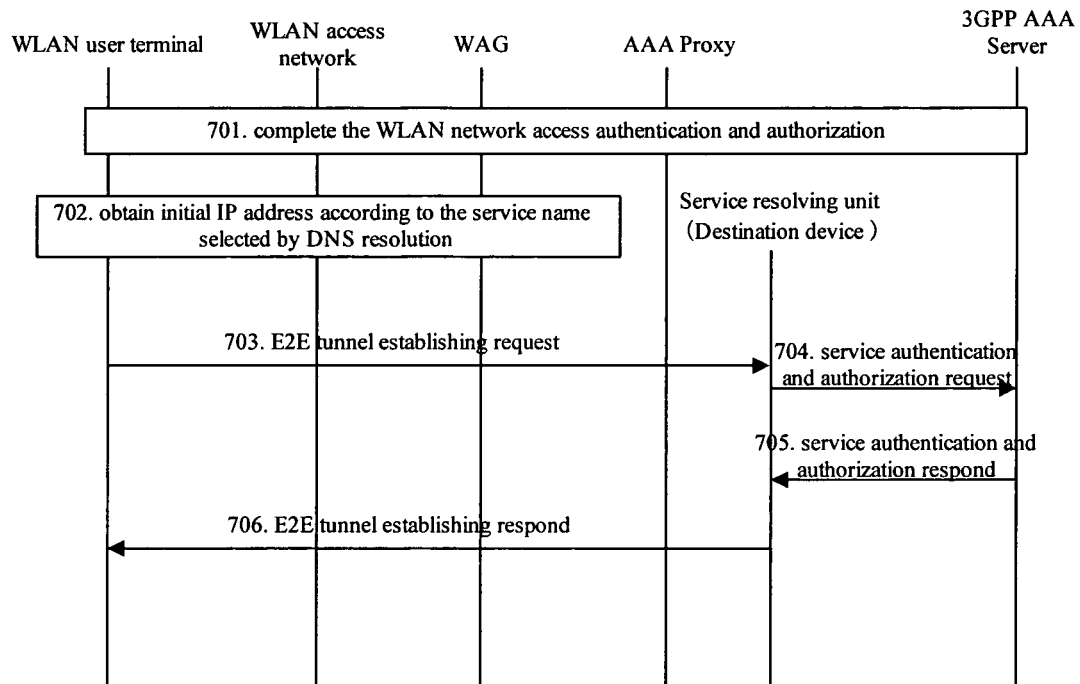 WLAN user terminal
WLAN access
network
WAG
AAA Proxy
3GPP AAA
Server
701. complete the WLAN network access authentication and authorization
702. obtain initial IP address according to the service name
selected by DNS resolution
Service resolving unit
(Destination device )
703. E2E tunnel establishing request
704. service authentication
and authorization request
705. service authentication and
authorization respond
706. E2E tunnel establishing respond